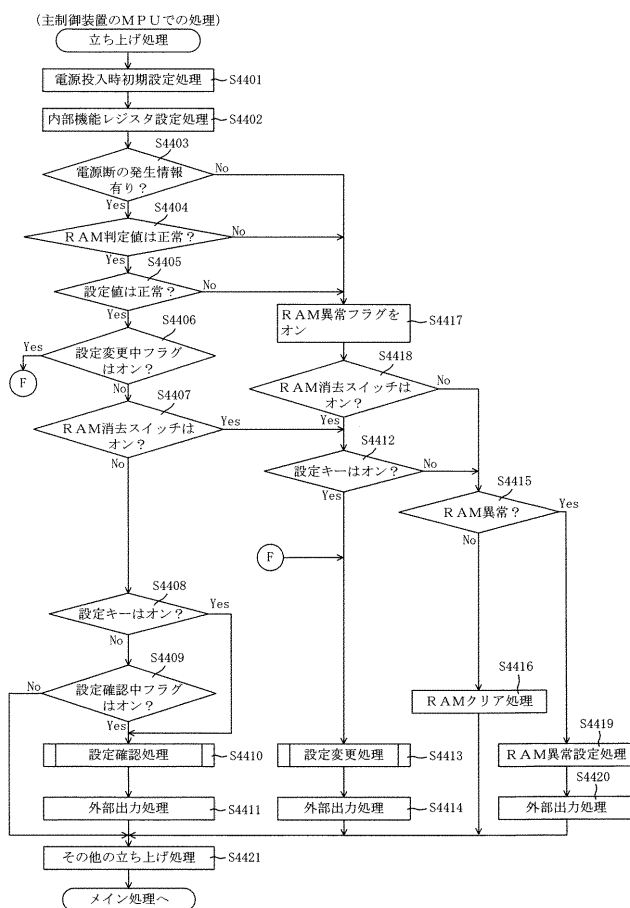 (主制御装置のMPUでの処理)
立ち上げ処理
電源投入時初期設定処理 S4401
内部機能レジスタ設定処理 S4402
S4403
電源断の発生情報
有り?
No
Yes
S4404
RAM判定値は正常?
No
Yes
S4405
設定値は正常?
No
Yes
RAM異常フラグを
オン
S4417
S4406
設定変更中フラグ
はオン?
Yes
F
No
S4418
RAM消去スイッチは
オン?
No
Yes
S4407
RAM消去スイッチは
オン?
Yes
No
S4412
設定キーはオン?
No
Yes
S4415
RAM異常?
Yes
No
F
S4408
設定キーはオン?
Yes
No
S4409
設定確認中フラグ
はオン?
No
Yes
S4416
RAMクリア処理
設定確認処理 S4410
設定変更処理 S4413
S4419
RAM異常設定処理
外部出力処理 S4411
外部出力処理 S4414
S4420
外部出力処理
その他の立ち上げ処理 S4421
メイン処理へ